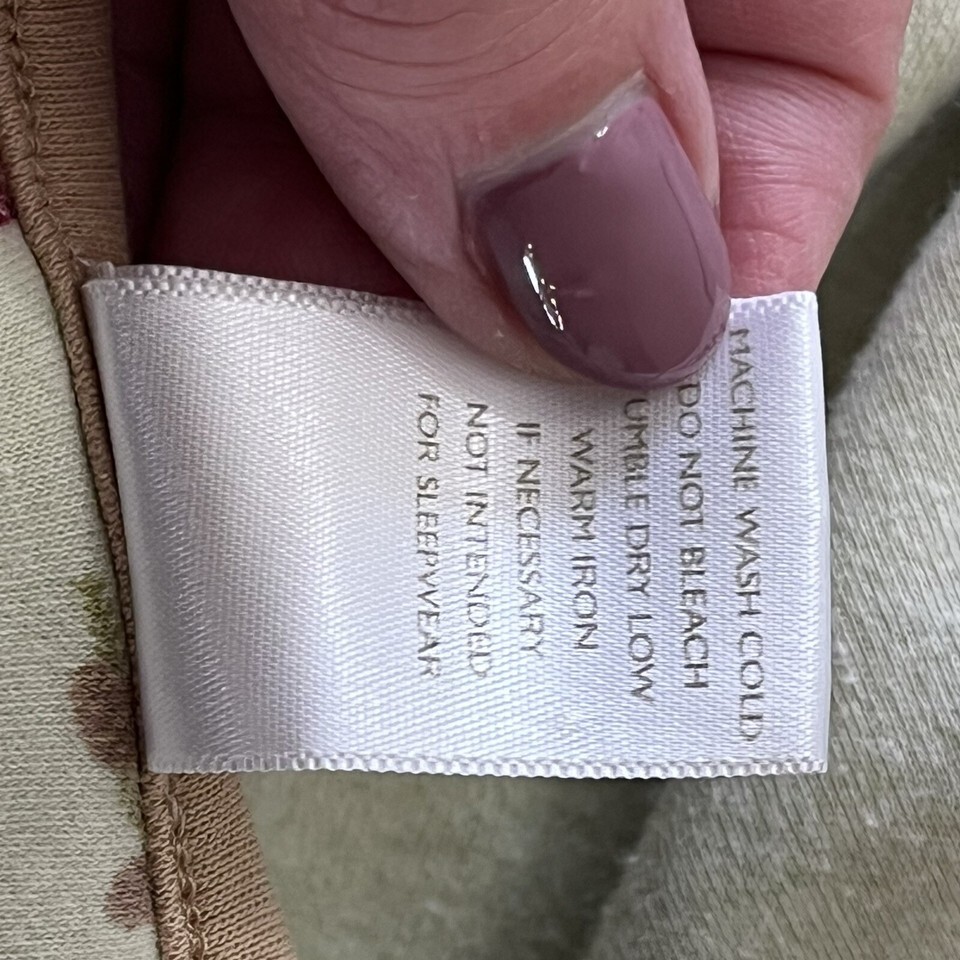 MACHINE WASH COLD
DO NOT BLEACH
UMBLE DRY LOW
WARM IRON
IF NECESSARY
NOT INTENDED
FOR SLEEPWEAR